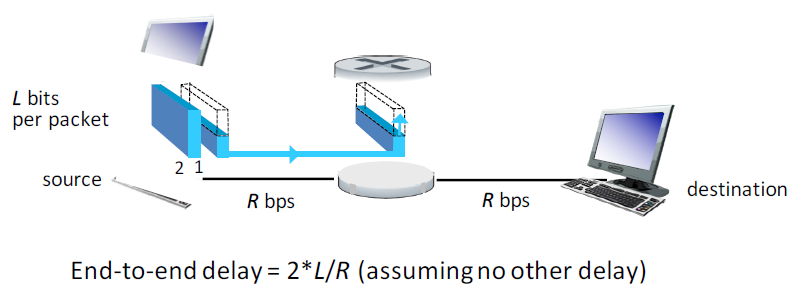 L bits
per packet
2 1
source
R bps
R bps
destination
End-to-end delay = 2*L/R (assuming no other delay)